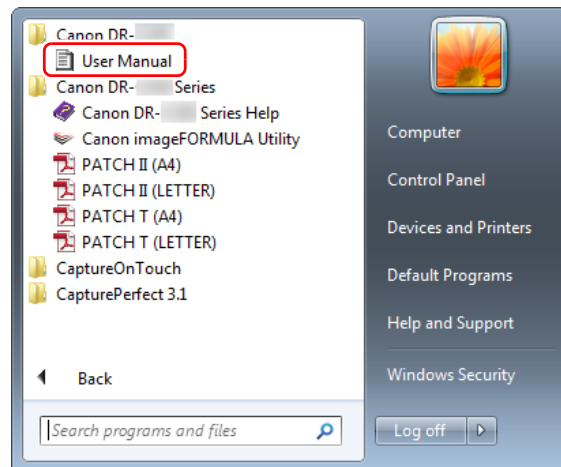 Canon DR-
User Manual
Canon DR- Series
Canon DR- Series Help
Canon imageFORMULA Utility
PATCH II (A4)
PATCH II (LETTER)
PATCH T (A4)
PATCH T (LETTER)
CaptureOnTouch
CapturePerfect 3.1
Back
Search programs and files
Computer
Control Panel
Devices and Printers
Default Programs
Help and Support
Windows Security
Log off